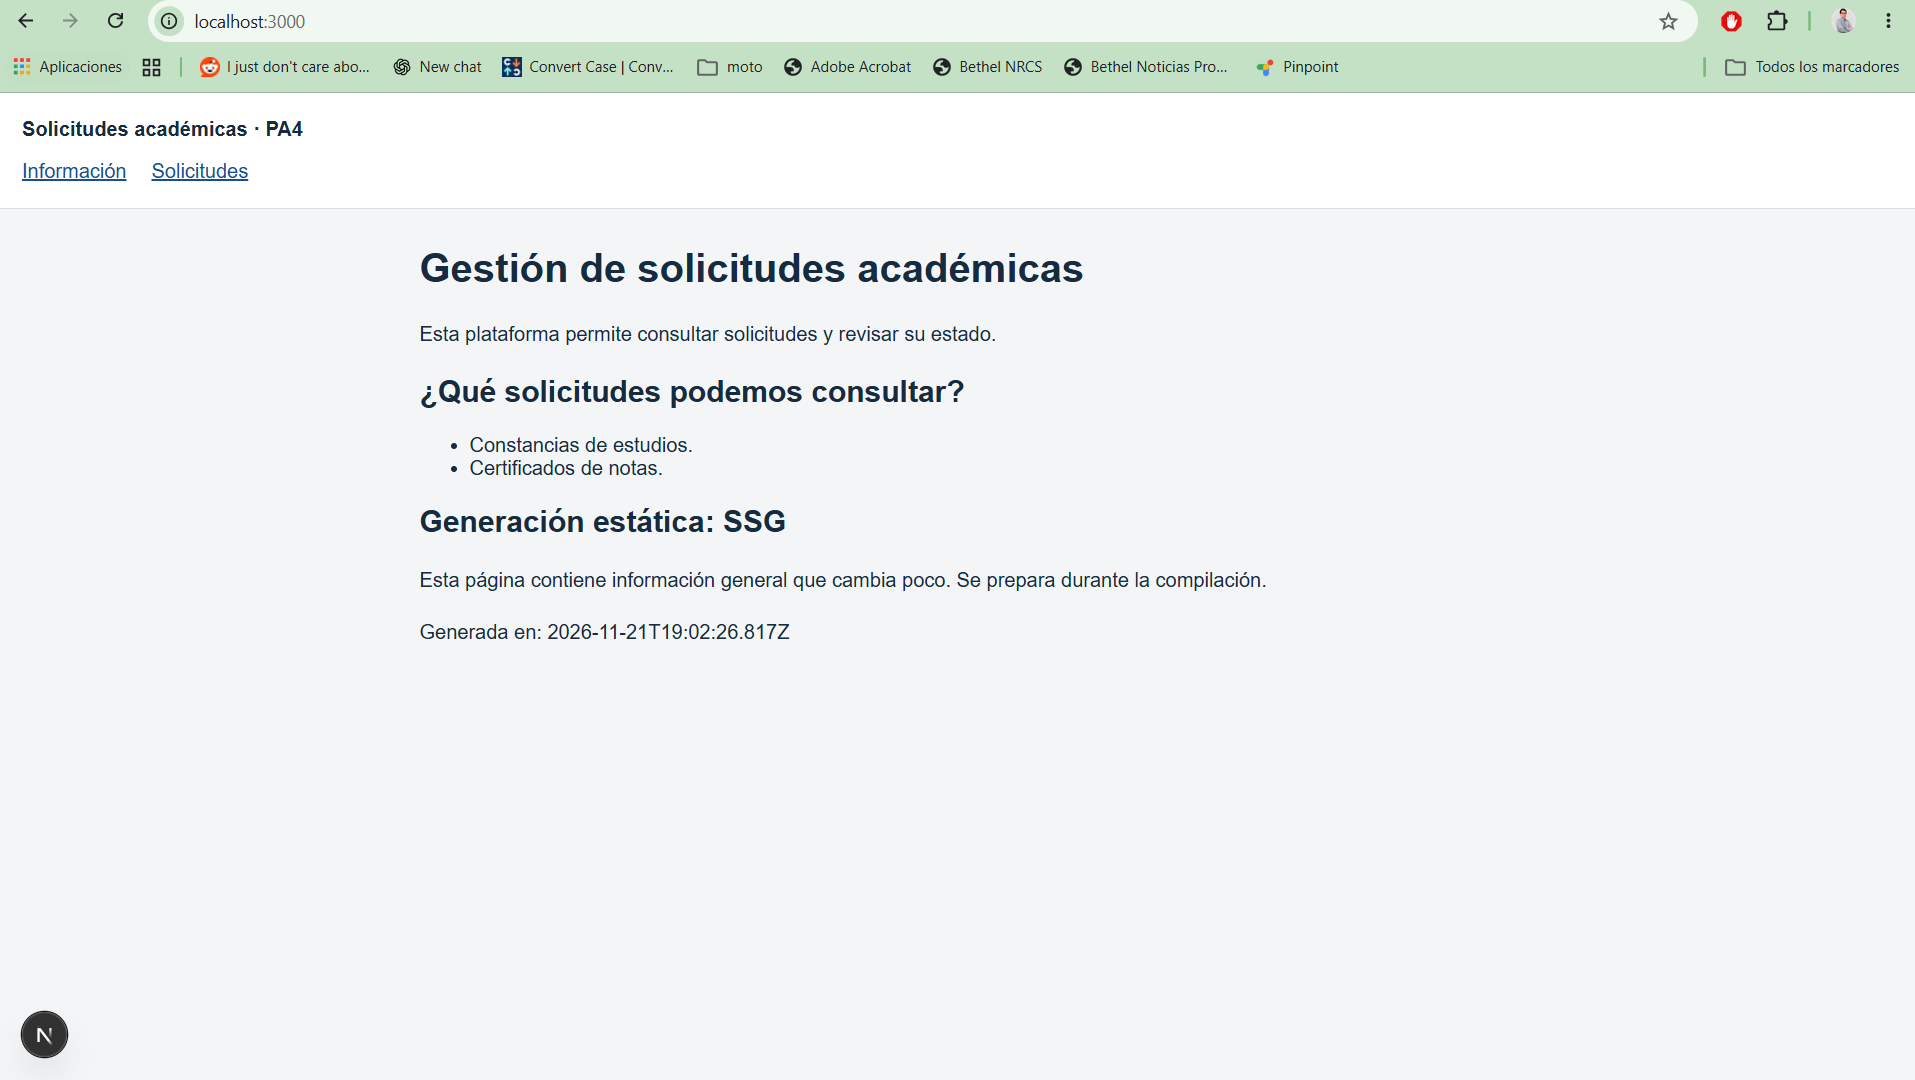 localhost:3000
Aplicaciones
I just don't care abo...
New chat
Convert Case | Conv...
moto
Adobe Acrobat
Bethel NRCS
Bethel Noticias Pro...
Pinpoint
Todos los marcadores
Solicitudes académicas · PA4
Información Solicitudes
Gestión de solicitudes académicas
Esta plataforma permite consultar solicitudes y revisar su estado.
¿Qué solicitudes podemos consultar?
• Constancias de estudios.
• Certificados de notas.
Generación estática: SSG
Esta página contiene información general que cambia poco. Se prepara durante la compilación.
Generada en: 2026-11-21T19:02:26.817Z
N